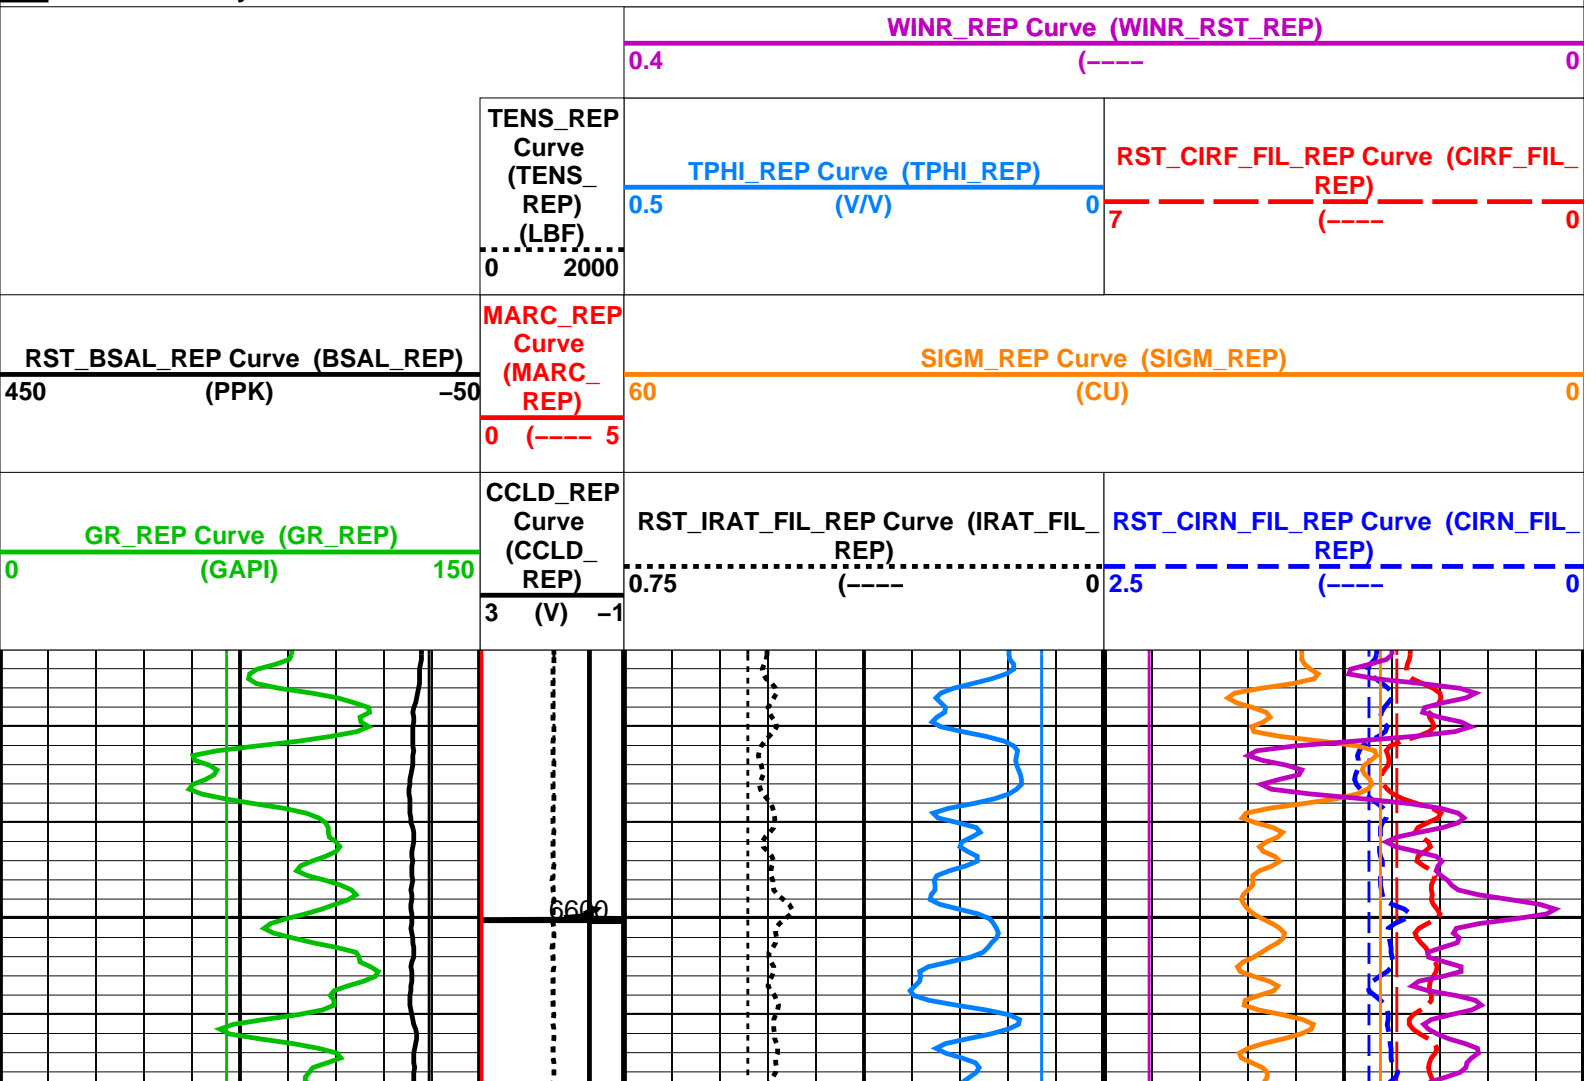 WINR_REP Curve (WINR_RST_REP)
0.4 (---- 0
TENS_REP
Curve
(TENS_
REP)
(LBF)
0 2000
TPHI_REP Curve (TPHI_REP)
0.5 (V/V) 0
RST_CIRF_FIL_REP Curve (CIRF_FIL_
REP)
7 (---- 0
RST_BSAL_REP Curve (BSAL_REP)
450 (PPK) -50
MARC_REP
Curve
(MARC_
REP)
0 (---- 5
SIGM_REP Curve (SIGM_REP)
60 (CU) 0
GR_REP Curve (GR_REP)
0 (GAPI) 150
CCLD_REP
Curve
(CCLD_
REP)
3 (V) -1
RST_IRAT_FIL_REP Curve (IRAT_FIL_
REP)
0.75 (---- 0
RST_CIRN_FIL_REP Curve (CIRN_FIL_
REP)
2.5 (---- 0
6600